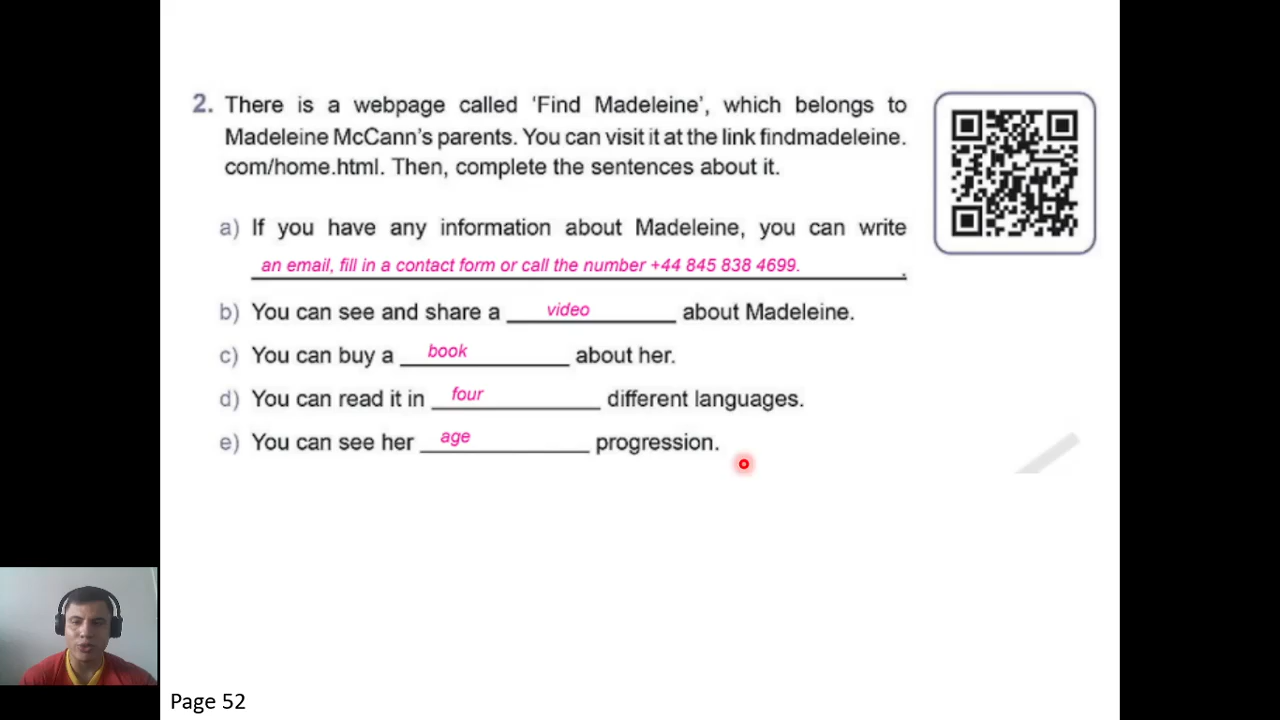 2. There is a webpage called ‘Find Madeleine’, which belongs to
Madeleine McCann’s parents. You can visit it at the link findmadeleine.
com/home.html. Then, complete the sentences about it.
a) If you have any information about Madeleine, you can write
an email, fill in a contact form or call the number +44 845 838 4699. .
b) You can see and share a video about Madeleine.
c) You can buy a book about her.
d) You can read it in four different languages.
e) You can see her age progression.
Page 52